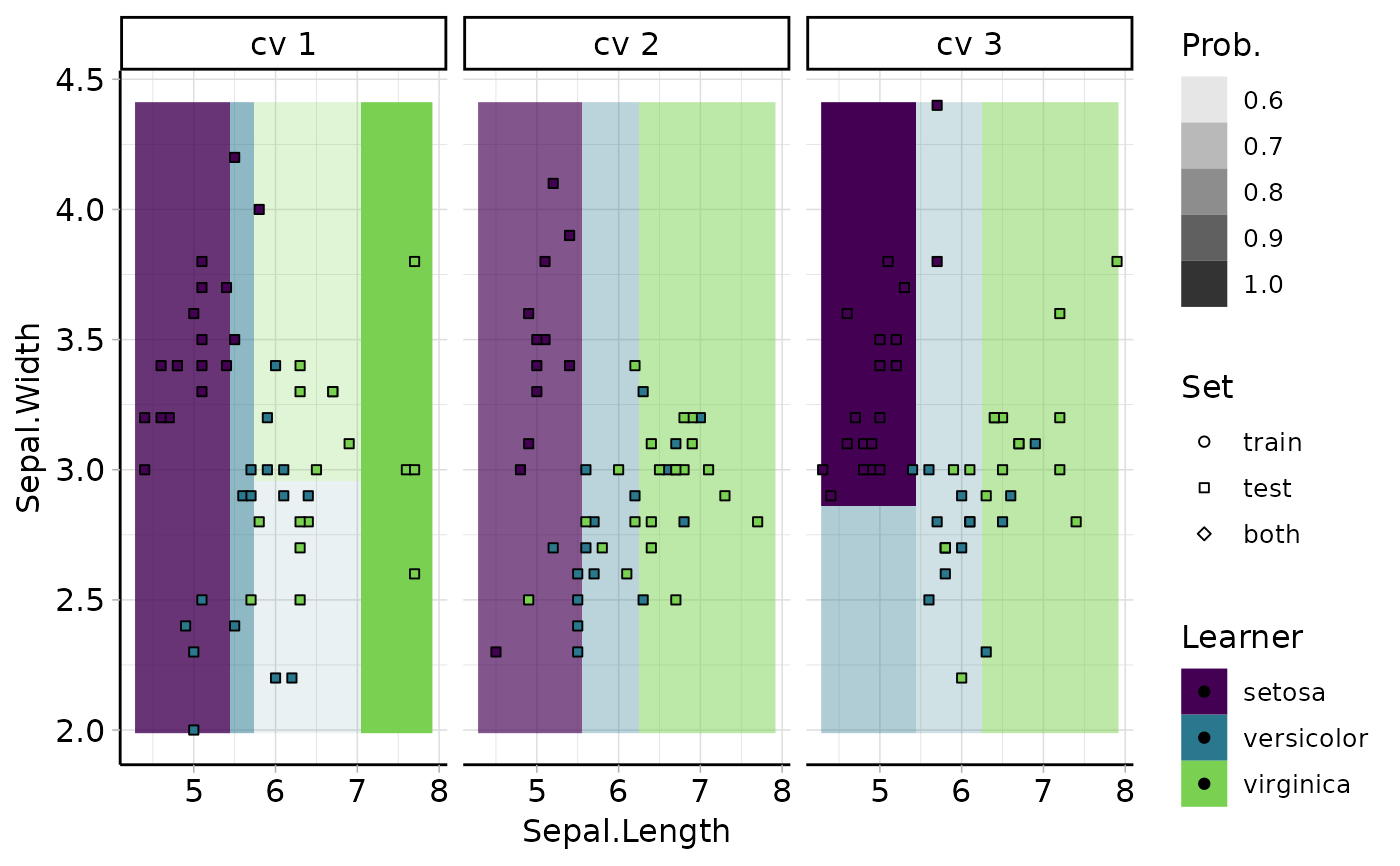 cv 1
cv 2
cv 3
4.5
4.0
3.5
3.0
2.5
2.0
Sepal.Width
5 6 7 8
5 6 7 8
5 6 7 8
Sepal.Length
Prob.
0.6
0.7
0.8
0.9
1.0
Set
train
test
both
Learner
setosa
versicolor
virginica